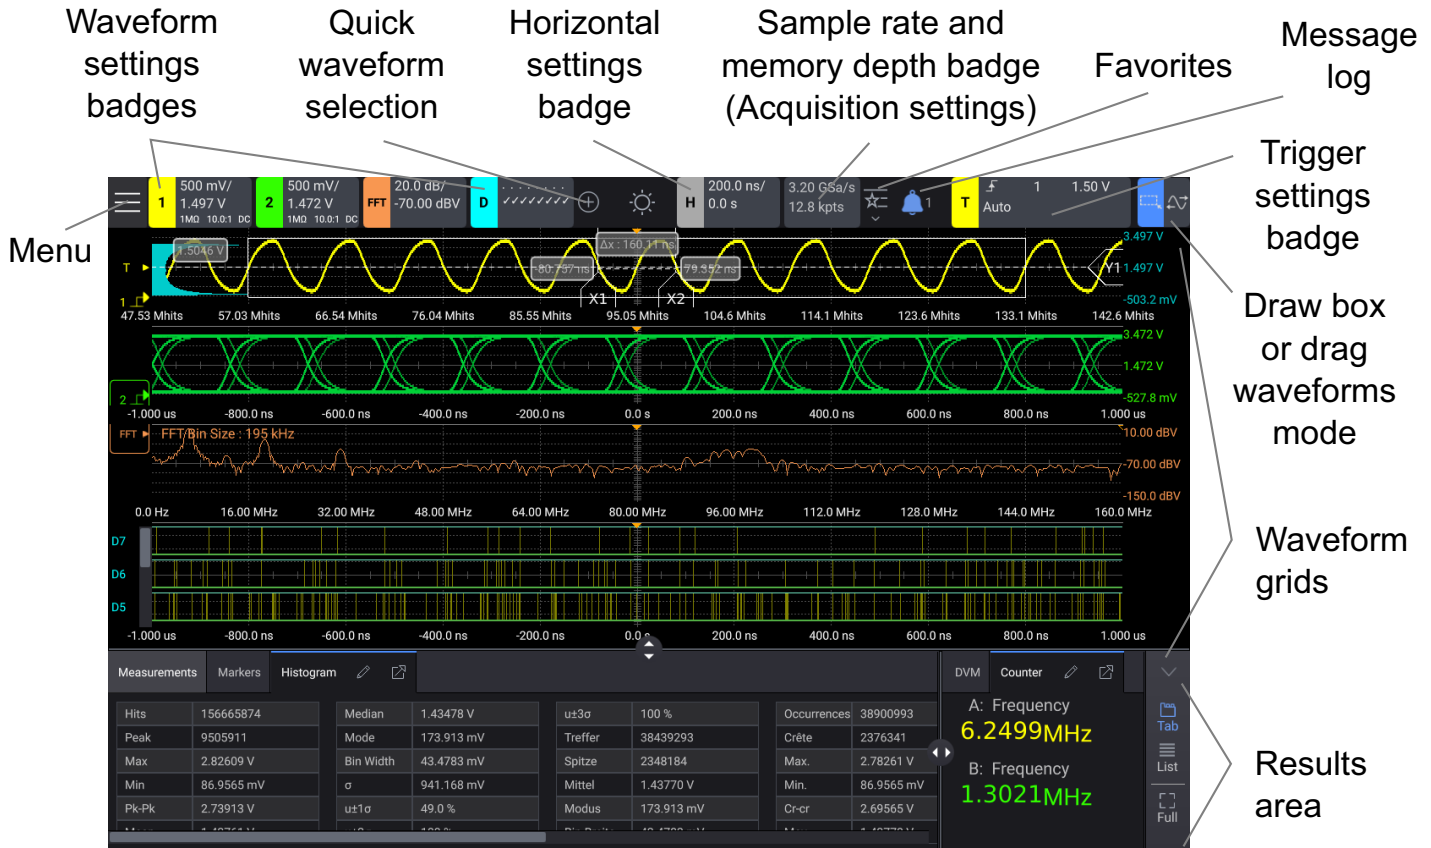 Waveform
settings
badges
Quick
waveform
selection
Horizontal
settings
badge
Sample rate and
memory depth badge
(Acquisition settings)
Favorites
Message
log
Trigger
settings
badge
Menu
Draw box
or drag
waveforms
mode
Waveform
grids
Results
area
1 500 mV/
1.497 V
1MΩ 10.0:1 DC
2 500 mV/
1.472 V
1MΩ 10.0:1 DC
FFT 20.0 dB/
-70.00 dBV
D
H 200.0 ns/
0.0 s
3.20 GSa/s
12.8 kpts
1
T 1 1.50 V
Auto
3.497 V
1.5046 V
Δx : 160.11 ns
T -80.757 ns 79.352 ns Y1 1.497 V
1 X1 X2 -503.2 mV
47.53 Mhits 57.03 Mhits 66.54 Mhits 76.04 Mhits 85.55 Mhits 95.05 Mhits 104.6 Mhits 114.1 Mhits 123.6 Mhits 133.1 Mhits 142.6 Mhits
3.472 V
1.472 V
2 -527.8 mV
-1.000 us -800.0 ns -600.0 ns -400.0 ns -200.0 ns 0.0 s 200.0 ns 400.0 ns 600.0 ns 800.0 ns 1.000 us
FFT FFT Bin Size : 195 kHz 10.00 dBV
-70.00 dBV
-150.0 dBV
0.0 Hz 16.00 MHz 32.00 MHz 48.00 MHz 64.00 MHz 80.00 MHz 96.00 MHz 112.0 MHz 128.0 MHz 144.0 MHz 160.0 MHz
D7
D6
D5
-1.000 us -800.0 ns -600.0 ns -400.0 ns -200.0 ns 0.0 s 200.0 ns 400.0 ns 600.0 ns 800.0 ns 1.000 us
Measurements Markers Histogram DVM Counter
Hits 156665874 Median 1.43478 V u±3σ 100 % Occurrences 38900993
Peak 9505911 Mode 173.913 mV Treffer 38439293 Crête 2376341
Max 2.82609 V Bin Width 43.4783 mV Spitze 2348184 Max. 2.78261 V
Min 86.9565 mV σ 941.168 mV Mittel 1.43770 V Min. 86.9565 mV
Pk-Pk 2.73913 V u±1σ 49.0 % Modus 173.913 mV Cr-cr 2.69565 V
A: Frequency
6.2499MHz
B: Frequency
1.3021MHz
Tab
List
Full